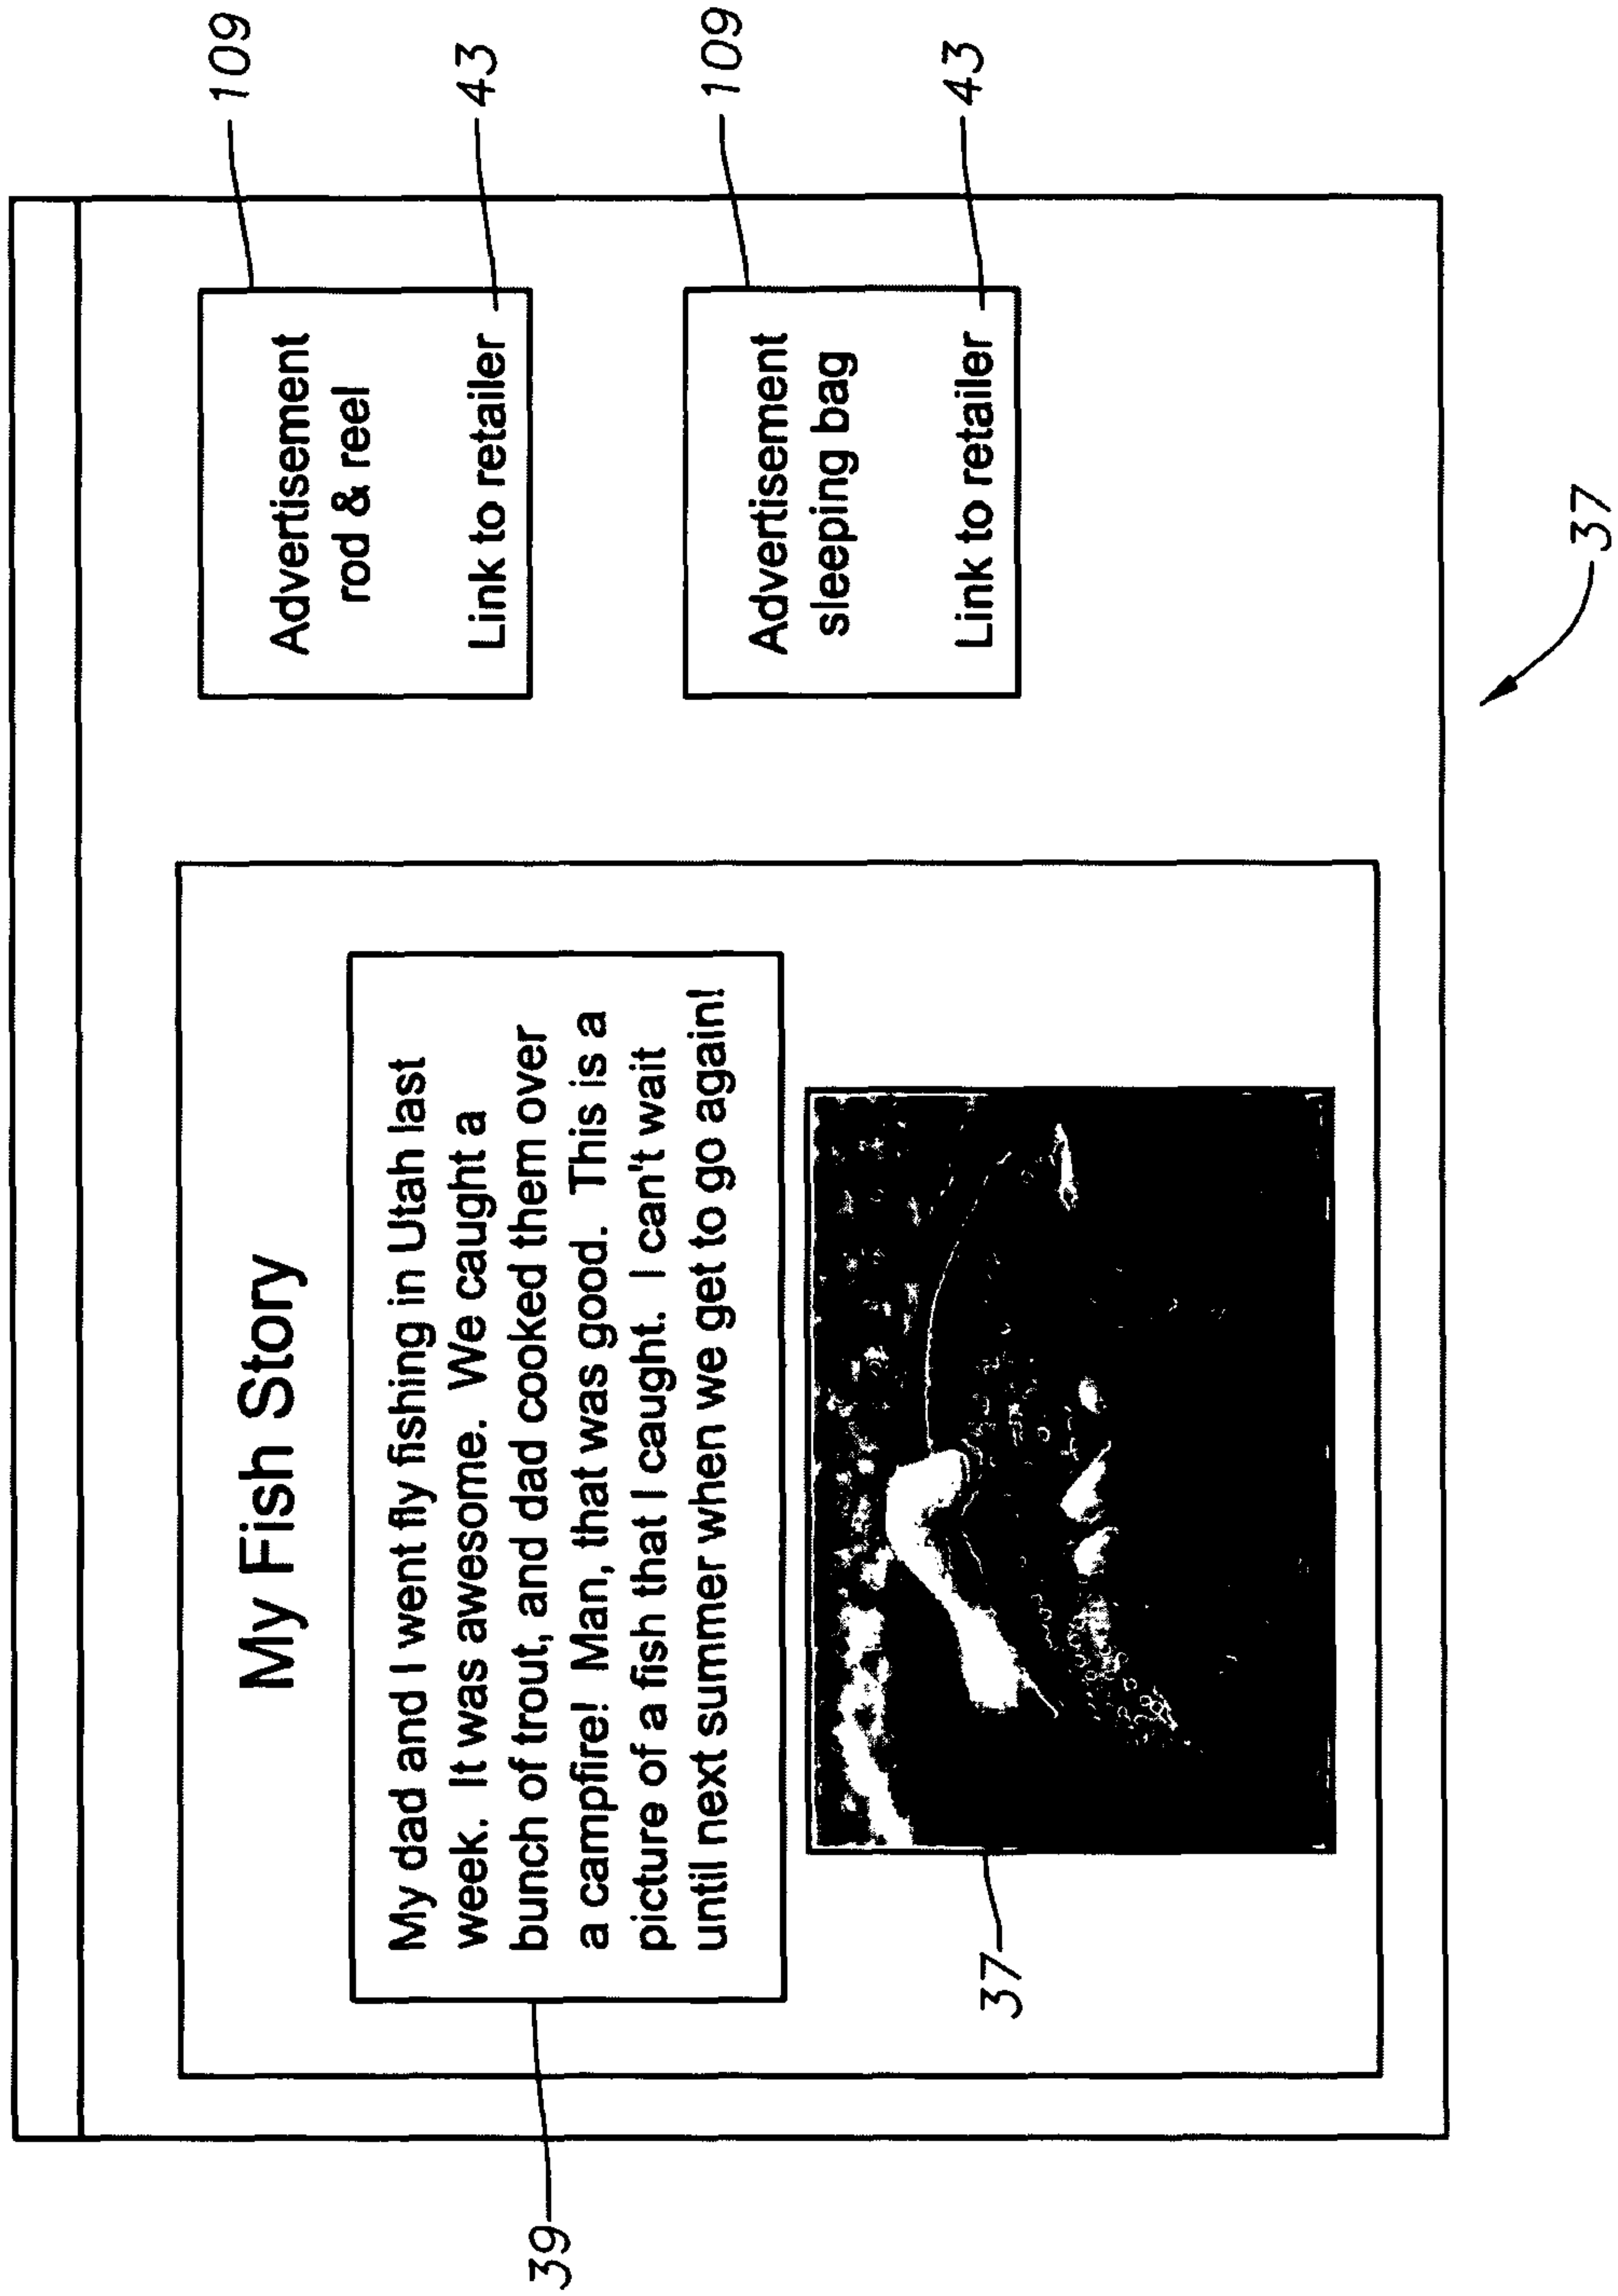 My Fish Story
My dad and I went fly fishing in Utah last
week. It was awesome. We caught a
bunch of trout, and dad cooked them over
a campfire! Man, that was good. This is a
picture of a fish that I caught. I can't wait
until next summer when we get to go again!
39
37
Advertisement
rod & reel
Link to retailer
109
43
Advertisement
sleeping bag
Link to retailer
109
43
37